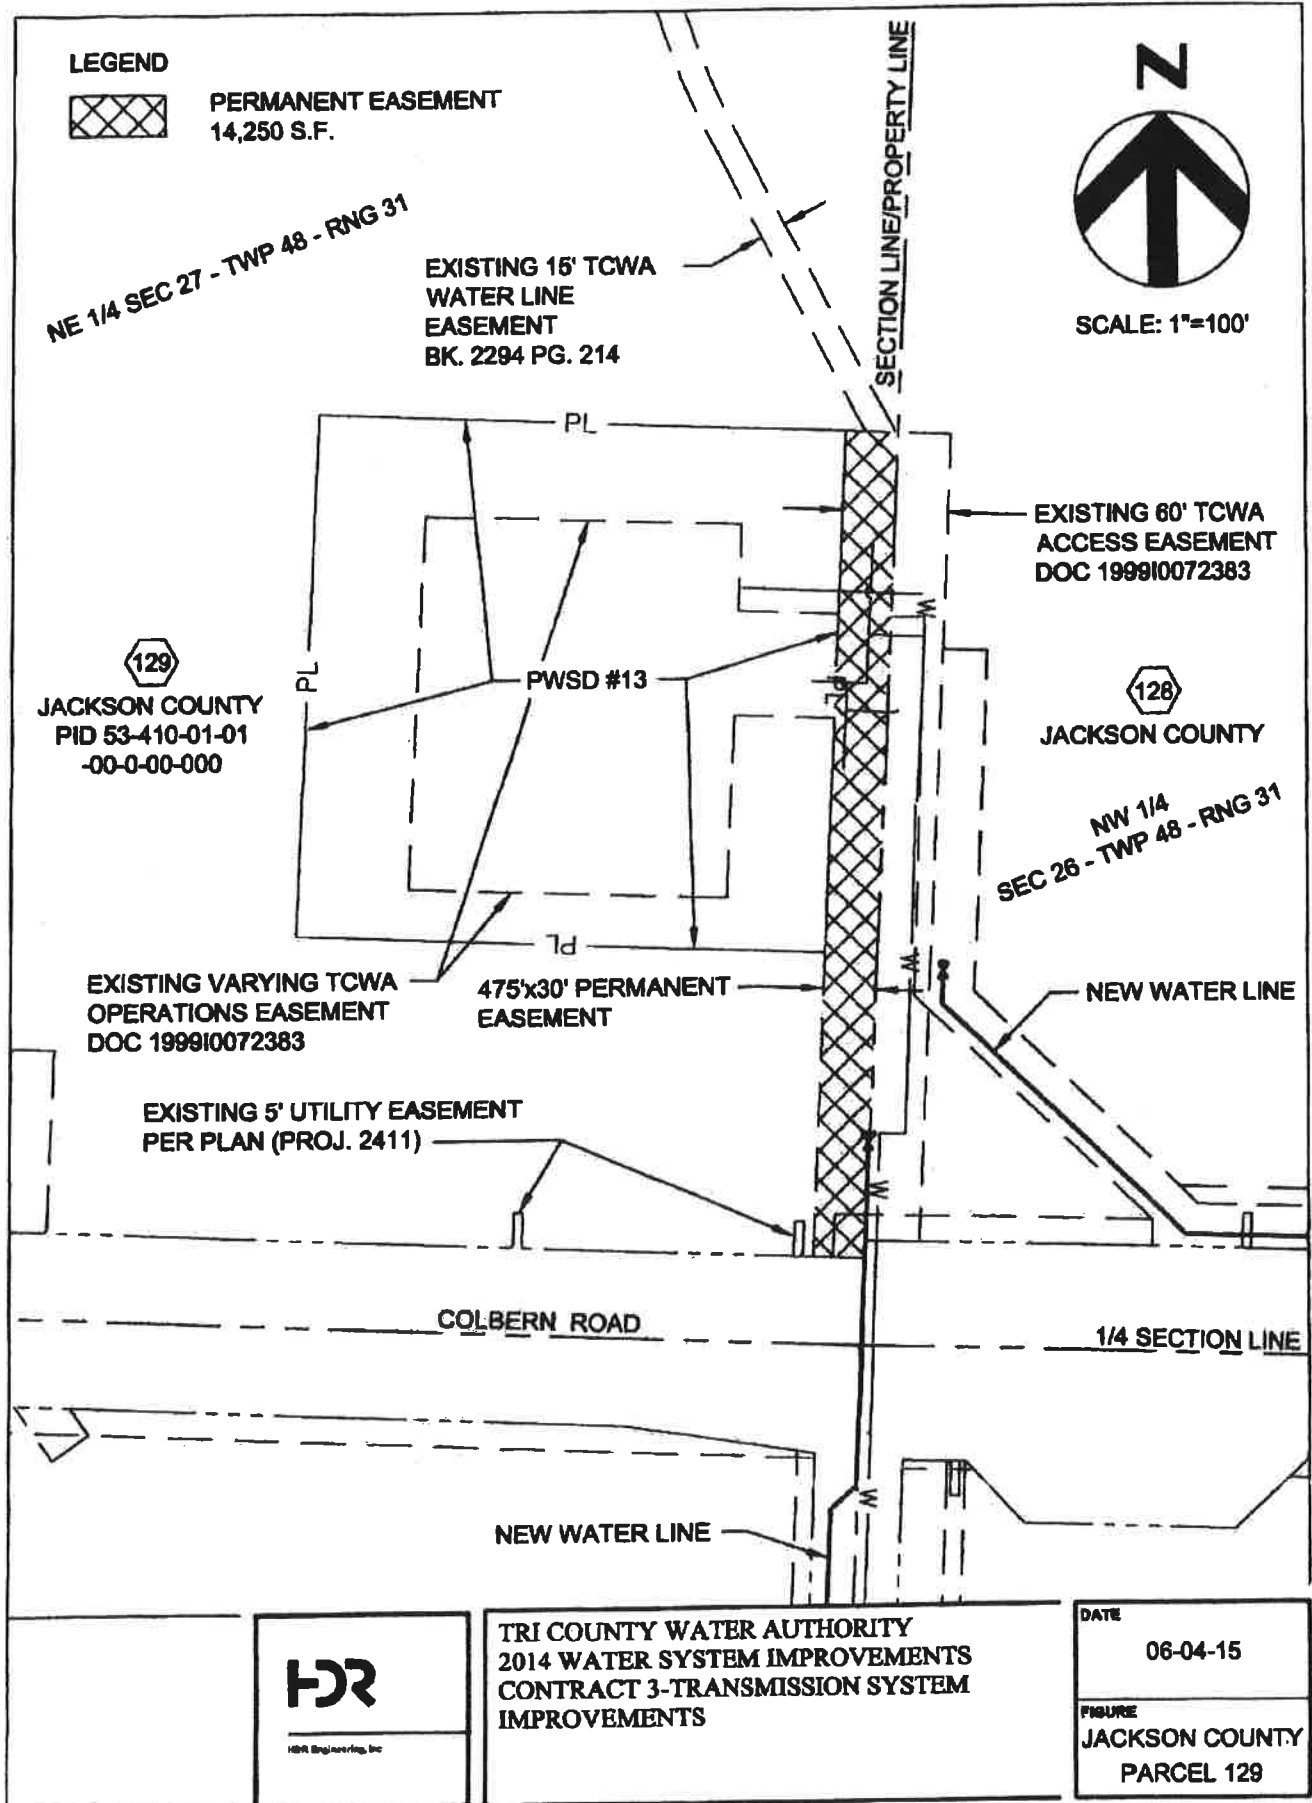 LEGEND
PERMANENT EASEMENT
14,250 S.F.
NE 1/4 SEC 27 - TWP 48 - RNG 31
EXISTING 15' TCWA
WATER LINE
EASEMENT
BK. 2294 PG. 214
SECTION LINE/PROPERTY LINE
N
SCALE: 1"=100'
PL
EXISTING 60' TCWA
ACCESS EASEMENT
DOC 1999I0072383
W
129
JACKSON COUNTY
PID 53-410-01-01
-00-0-00-000
PL
PWSD #13
PL
128
JACKSON COUNTY
NW 1/4
SEC 26 - TWP 48 - RNG 31
PL
W
EXISTING VARYING TCWA
OPERATIONS EASEMENT
DOC 1999I0072383
475'x30' PERMANENT
EASEMENT
NEW WATER LINE
EXISTING 5' UTILITY EASEMENT
PER PLAN (PROJ. 2411)
W
COLBERN ROAD
1/4 SECTION LINE
W
NEW WATER LINE
HDR
HDR Engineering, Inc
TRI COUNTY WATER AUTHORITY
2014 WATER SYSTEM IMPROVEMENTS
CONTRACT 3-TRANSMISSION SYSTEM
IMPROVEMENTS
DATE
06-04-15
FIGURE
JACKSON COUNTY
PARCEL 129